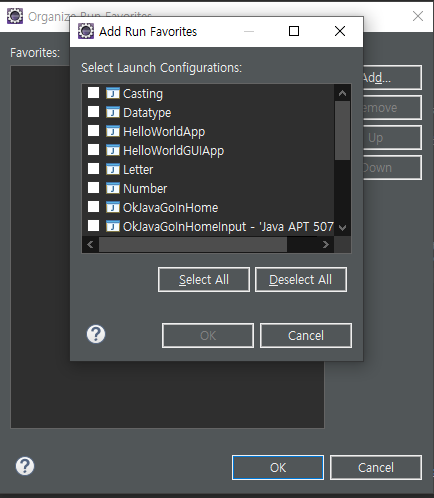 Organize Run Favorites
Favorites:
Add...
emove
Up
Down
Add Run Favorites
Select Launch Configurations:
Casting
Datatype
HelloWorldApp
HelloWorldGUIApp
Letter
Number
OkJavaGoInHome
OkJavaGoInHomeInput - 'Java APT 507
Select All
Deselect All
OK
Cancel
OK
Cancel